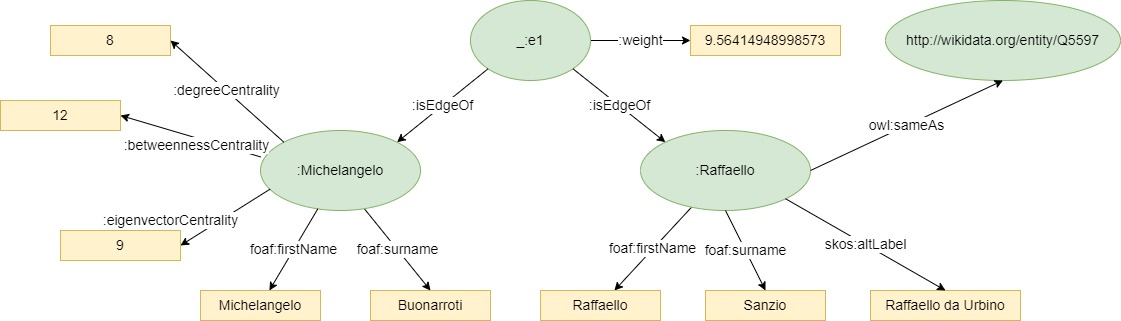 8
_:e1
:weight
9.56414948998573
http://wikidata.org/entity/Q5597
:degreeCentrality
:isEdgeOf
:isEdgeOf
12
owl:sameAs
:betweennessCentrality
:Michelangelo
:Raffaello
:eigenvectorCentrality
9
foaf:firstName
foaf:surname
foaf:firstName
foaf:surname
skos:altLabel
Michelangelo
Buonarroti
Raffaello
Sanzio
Raffaello da Urbino